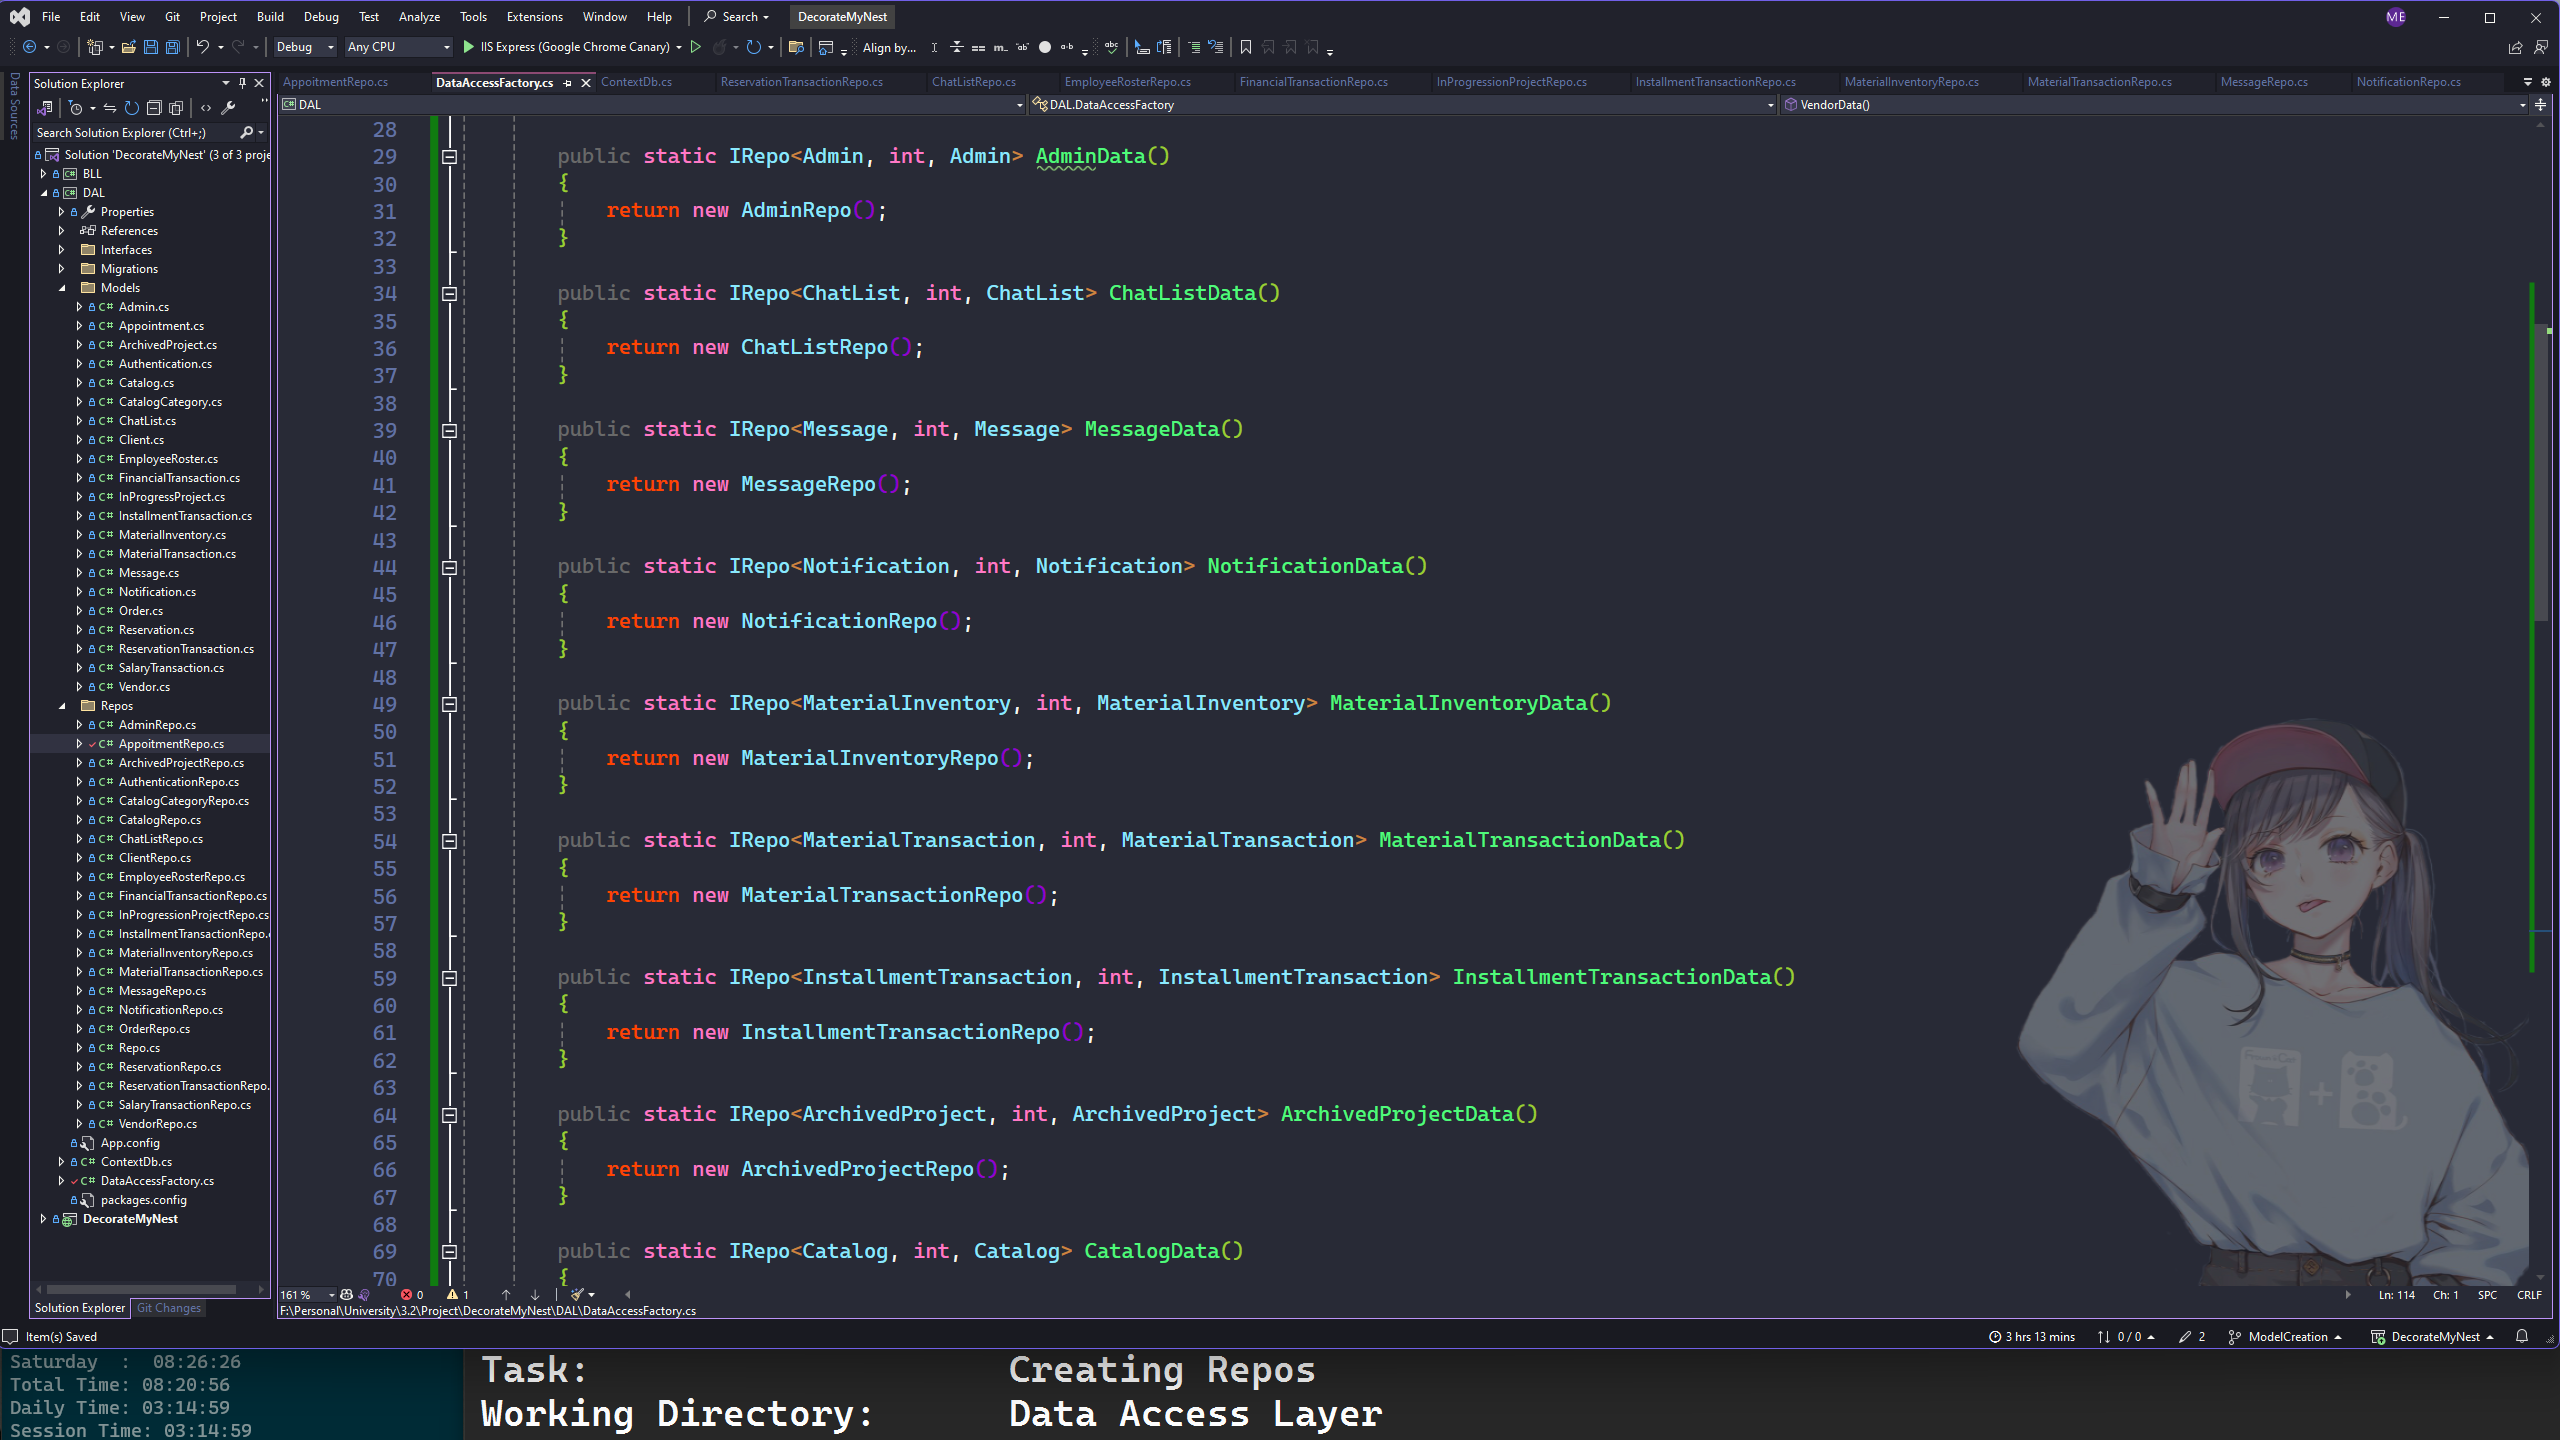 File Edit View Git Project Build Debug Test Analyze Tools Extensions Window Help Search DecorateMyNest ME
Debug Any CPU IIS Express (Google Chrome Canary) Align by...
Data Sources
Solution Explorer
AppoitmentRepo.cs DataAccessFactory.cs ContextDb.cs ReservationTransactionRepo.cs ChatListRepo.cs EmployeeRosterRepo.cs FinancialTransactionRepo.cs InProgressionProjectRepo.cs InstallmentTransactionRepo.cs MaterialInventoryRepo.cs MaterialTransactionRepo.cs MessageRepo.cs NotificationRepo.cs
DAL DAL.DataAccessFactory VendorData()
Search Solution Explorer (Ctrl+;)
Solution 'DecorateMyNest' (3 of 3 proje
BLL
DAL
Properties
References
Interfaces
Migrations
Models
C# Admin.cs
C# Appointment.cs
C# ArchivedProject.cs
C# Authentication.cs
C# Catalog.cs
C# CatalogCategory.cs
C# ChatList.cs
C# Client.cs
C# EmployeeRoster.cs
C# FinancialTransaction.cs
C# InProgressProject.cs
C# InstallmentTransaction.cs
C# MaterialInventory.cs
C# MaterialTransaction.cs
C# Message.cs
C# Notification.cs
C# Order.cs
C# Reservation.cs
C# ReservationTransaction.cs
C# SalaryTransaction.cs
C# Vendor.cs
Repos
C# AdminRepo.cs
C# AppoitmentRepo.cs
C# ArchivedProjectRepo.cs
C# AuthenticationRepo.cs
C# CatalogCategoryRepo.cs
C# CatalogRepo.cs
C# ChatListRepo.cs
C# ClientRepo.cs
C# EmployeeRosterRepo.cs
C# FinancialTransactionRepo.cs
C# InProgressionProjectRepo.cs
C# InstallmentTransactionRepo.
C# MaterialInventoryRepo.cs
C# MaterialTransactionRepo.cs
C# MessageRepo.cs
C# NotificationRepo.cs
C# OrderRepo.cs
C# Repo.cs
C# ReservationRepo.cs
C# ReservationTransactionRepo.
C# SalaryTransactionRepo.cs
C# VendorRepo.cs
App.config
C# ContextDb.cs
C# DataAccessFactory.cs
packages.config
DecorateMyNest
Solution Explorer Git Changes
28
29 public static IRepo<Admin, int, Admin> AdminData()
30 {
31 return new AdminRepo();
32 }
33
34 public static IRepo<ChatList, int, ChatList> ChatListData()
35 {
36 return new ChatListRepo();
37 }
38
39 public static IRepo<Message, int, Message> MessageData()
40 {
41 return new MessageRepo();
42 }
43
44 public static IRepo<Notification, int, Notification> NotificationData()
45 {
46 return new NotificationRepo();
47 }
48
49 public static IRepo<MaterialInventory, int, MaterialInventory> MaterialInventoryData()
50 {
51 return new MaterialInventoryRepo();
52 }
53
54 public static IRepo<MaterialTransaction, int, MaterialTransaction> MaterialTransactionData()
55 {
56 return new MaterialTransactionRepo();
57 }
58
59 public static IRepo<InstallmentTransaction, int, InstallmentTransaction> InstallmentTransactionData()
60 {
61 return new InstallmentTransactionRepo();
62 }
63
64 public static IRepo<ArchivedProject, int, ArchivedProject> ArchivedProjectData()
65 {
66 return new ArchivedProjectRepo();
67 }
68
69 public static IRepo<Catalog, int, Catalog> CatalogData()
70 {
161 % 0 1 Ln: 114 Ch: 1 SPC CRLF
F:\Personal\University\3.2\Project\DecorateMyNest\DAL\DataAccessFactory.cs
Item(s) Saved 3 hrs 13 mins 0 / 0 2 ModelCreation DecorateMyNest
Saturday : 08:26:26
Total Time: 08:20:56
Daily Time: 03:14:59
Session Time: 03:14:59
Task: Creating Repos
Working Directory: Data Access Layer